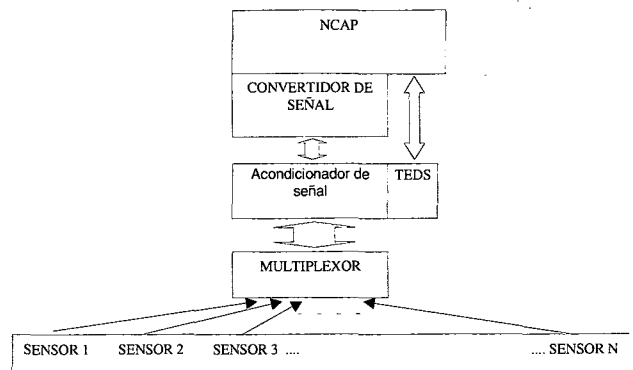 NCAP
CONVERTIDOR DE
SEÑAL
Acondicionador de
señal
TEDS
MULTIPLEXOR
SENSOR 1 SENSOR 2 SENSOR 3 .... .... SENSOR N